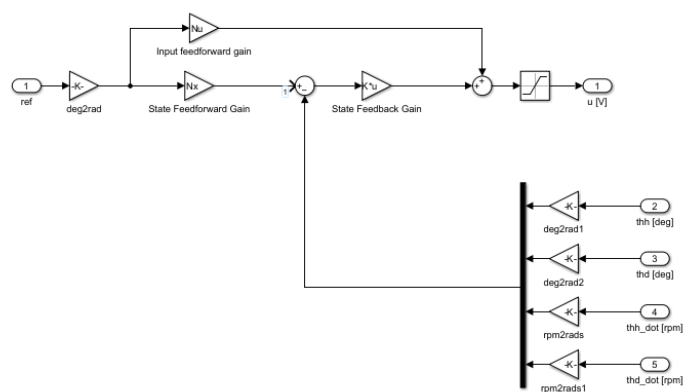 Nu
Input feedforward gain
1
ref
-K-
deg2rad
Nx
State Feedforward Gain
1
+
−
K*u
State Feedback Gain
+
+
1
u [V]
-K-
deg2rad1
2
thh [deg]
-K-
deg2rad2
3
thd [deg]
-K-
rpm2rads
4
thh_dot [rpm]
-K-
rpm2rads1
5
thd_dot [rpm]